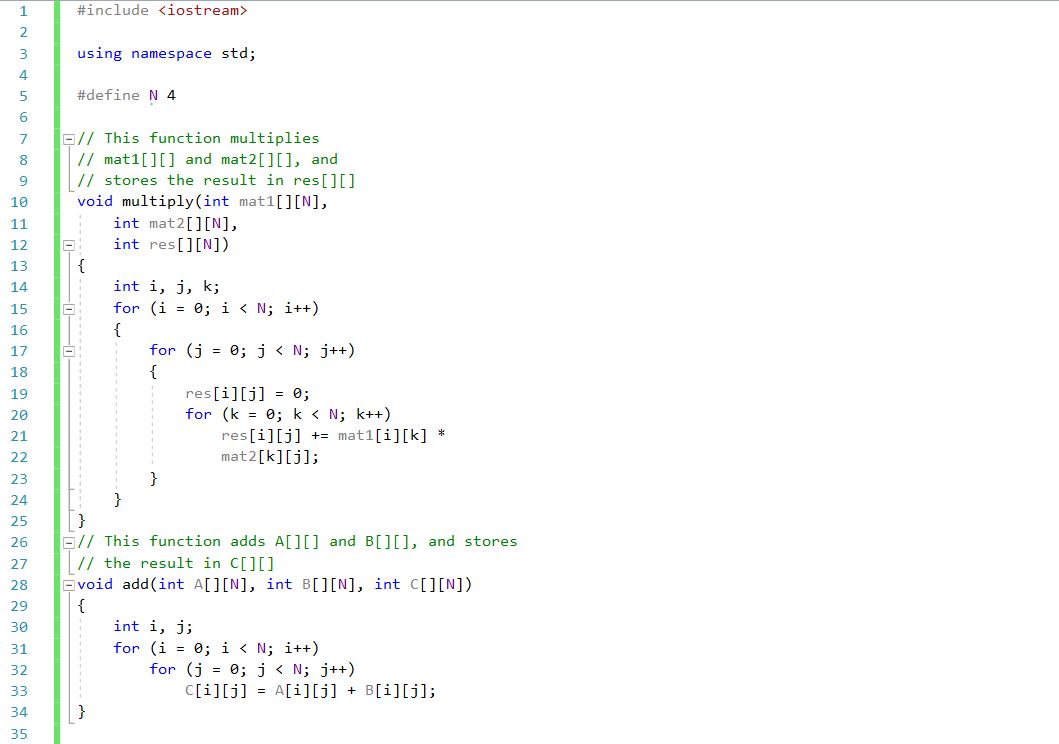 1 #include <iostream>
2
3 using namespace std;
4
5 #define N 4
6
7 // This function multiplies
8 // mat1[][] and mat2[][], and
9 // stores the result in res[][]
10 void multiply(int mat1[][N],
11 int mat2[][N],
12 int res[][N])
13 {
14 int i, j, k;
15 for (i = 0; i < N; i++)
16 {
17 for (j = 0; j < N; j++)
18 {
19 res[i][j] = 0;
20 for (k = 0; k < N; k++)
21 res[i][j] += mat1[i][k] *
22 mat2[k][j];
23 }
24 }
25 }
26 // This function adds A[][] and B[][], and stores
27 // the result in C[][]
28 void add(int A[][N], int B[][N], int C[][N])
29 {
30 int i, j;
31 for (i = 0; i < N; i++)
32 for (j = 0; j < N; j++)
33 C[i][j] = A[i][j] + B[i][j];
34 }
35